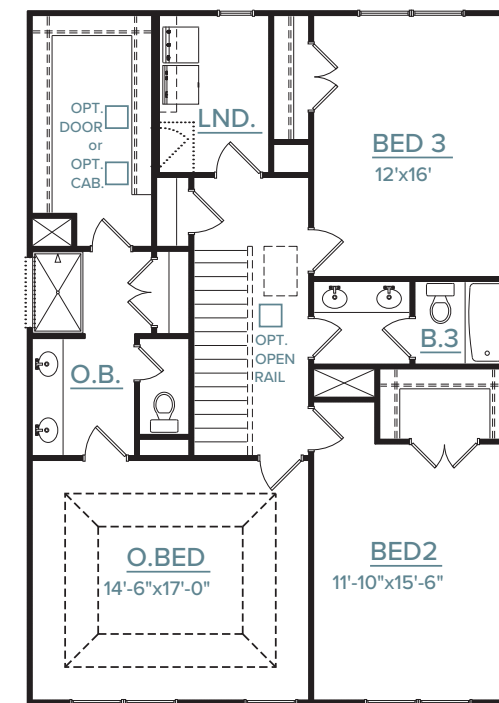 OPT.
DOOR
or
OPT.
CAB.
LND.
BED 3
12'x16'
OPT.
OPEN
RAIL
B.3
O.B.
O.BED
14'-6"x17'-0"
BED2
11'-10"x15'-6"